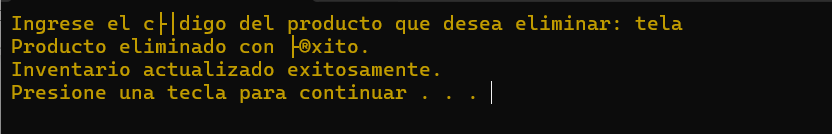 Ingrese el c├│digo del producto que desea eliminar: tela
Producto eliminado con ├®xito.
Inventario actualizado exitosamente.
Presione una tecla para continuar . . .